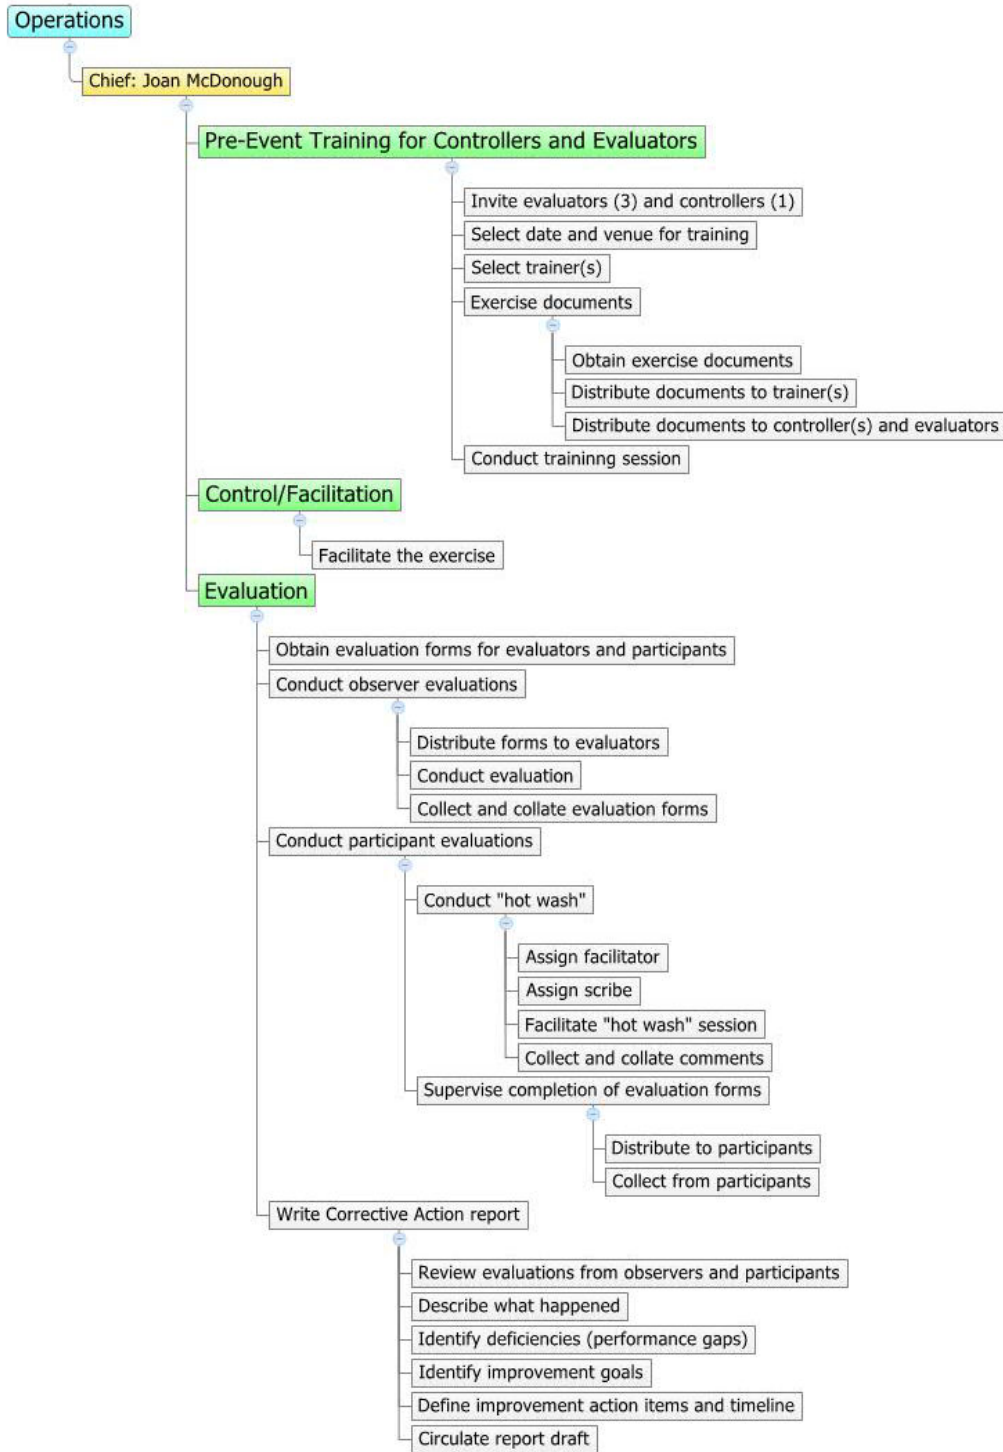 Operations
Chief: Joan McDonough
Pre-Event Training for Controllers and Evaluators
Invite evaluators (3) and controllers (1)
Select date and venue for training
Select trainer(s)
Exercise documents
Obtain exercise documents
Distribute documents to trainer(s)
Distribute documents to controller(s) and evaluators
Conduct traininng session
Control/Facilitation
Facilitate the exercise
Evaluation
Obtain evaluation forms for evaluators and participants
Conduct observer evaluations
Distribute forms to evaluators
Conduct evaluation
Collect and collate evaluation forms
Conduct participant evaluations
Conduct "hot wash"
Assign facilitator
Assign scribe
Facilitate "hot wash" session
Collect and collate comments
Supervise completion of evaluation forms
Distribute to participants
Collect from participants
Write Corrective Action report
Review evaluations from observers and participants
Describe what happened
Identify deficiencies (performance gaps)
Identify improvement goals
Define improvement action items and timeline
Circulate report draft